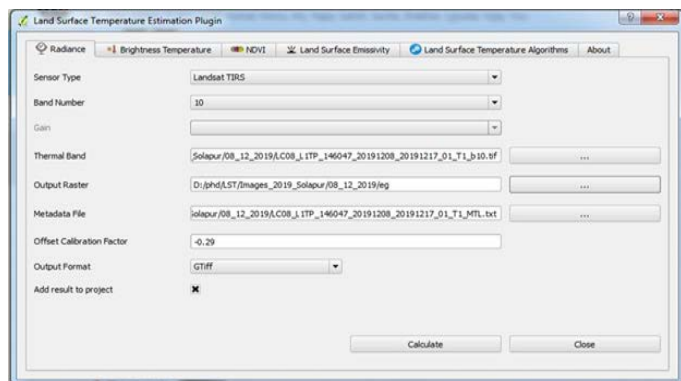 Land Surface Temperature Estimation Plugin
Radiance Brightness Temperature NDVI Land Surface Emissivity Land Surface Temperature Algorithms About
Sensor Type Landsat TIRS
Band Number 10
Gain
Thermal Band Solapur/08_12_2019/LC08_L1TP_146047_20191208_20191217_01_T1_b10.tif ...
Output Raster D:/phd/LST/Images_2019_Solapur/08_12_2019/eg ...
Metadata File olapur/08_12_2019/LC08_L1TP_146047_20191208_20191217_01_T1_MTL.txt ...
Offset Calibration Factor -0.29
Output Format GTiff
Add result to project
Calculate Close